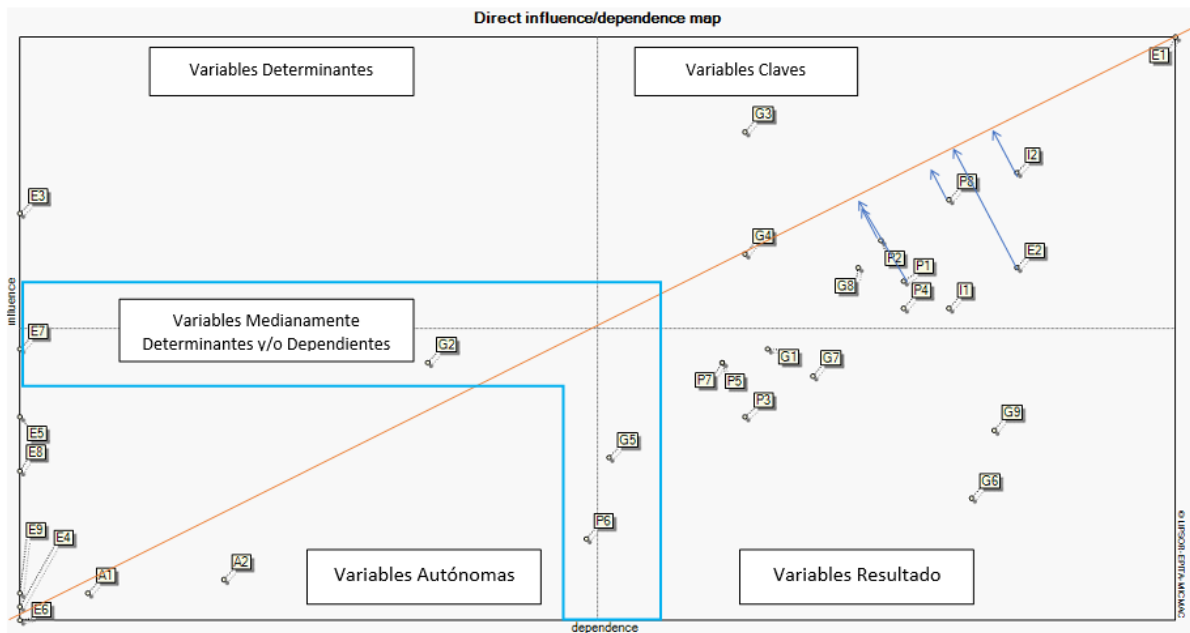 Direct influence/dependence map
Variables Determinantes
Variables Claves
E1
G3
I2
P8
E3
G4
P2
E2
P1
G8
P4
I1
influence
Variables Medianamente
Determinantes y/o Dependientes
E7
G2
G1
G7
P7
P5
P3
E5
E8
G5
G9
G6
E9
E4
P6
A1
A2
E6
Variables Autónomas
Variables Resultado
dependence
© LIPSOR-EPITA-MICMAC